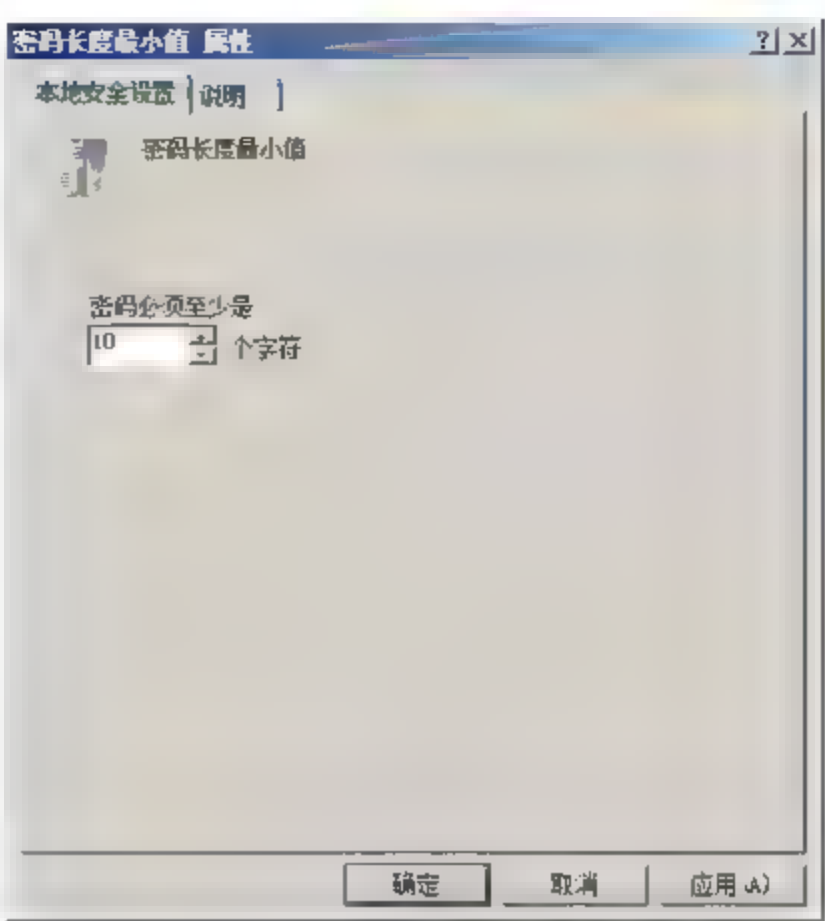 密码长度最小值 属性
本地安全设置 说明
密码长度最小值
密码必须至少是
10 个字符
确定 取消 应用(A)